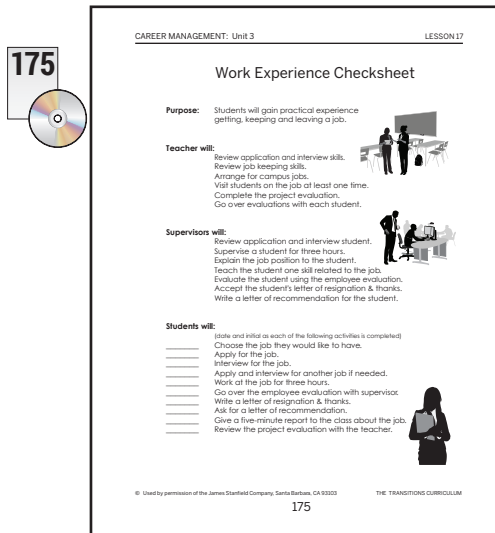 175
CAREER MANAGEMENT: Unit 3 LESSON 17
Work Experience Checksheet
Purpose: Students will gain practical experience
getting, keeping and leaving a job.
Teacher will:
Review application and interview skills.
Review job keeping skills.
Arrange for campus jobs.
Visit students on the job at least one time.
Complete the project evaluation.
Go over evaluations with each student.
Supervisors will:
Review application and interview student.
Supervise a student for three hours.
Explain the job position to the student.
Teach the student one skill related to the job.
Evaluate the student using the employee evaluation.
Accept the student's letter of resignation & thanks.
Write a letter of recommendation for the student.
Students will:
(date and initial as each of the following activities is completed)
Choose the job they would like to have.
Apply for the job.
Interview for the job.
Apply and interview for another job if needed.
Work at the job for three hours.
Go over the employee evaluation with supervisor.
Write a letter of resignation & thanks.
Ask for a letter of recommendation.
Give a five-minute report to the class about the job.
Review the project evaluation with the teacher.
© Used by permission of the James Stanfield Company, Santa Barbara, CA 93103 THE TRANSITIONS CURRICULUM
175